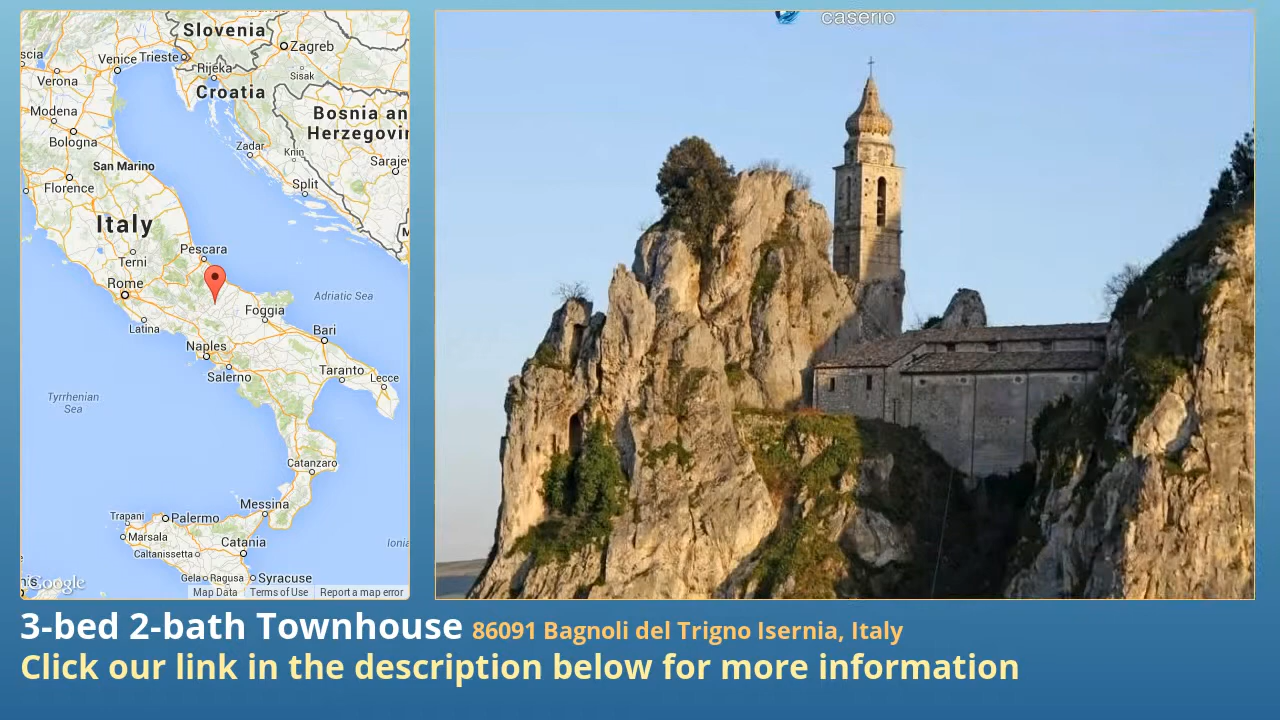 Slovenia
Zagreb
scia
Venice
Trieste
Rijeka
Sisak
Verona
Croatia
Modena
Bosnia an
Herzegovin
Bologna
Zadar
Knin
San Marino
Saraje
Florence
Split
Italy
M
Pescara
Terni
Rome
Adriatic Sea
Foggia
Latina
Bari
Naples
Salerno
Taranto
Lecce
Tyrrhenian
Sea
Catanzaro
Messina
Trapani
Palermo
Marsala
Catania
Caltanissetta
Ionia
Gela
Ragusa
Syracuse
Google
Map Data
Terms of Use
Report a map error
caserio
3-bed 2-bath Townhouse 86091 Bagnoli del Trigno Isernia, Italy
Click our link in the description below for more information